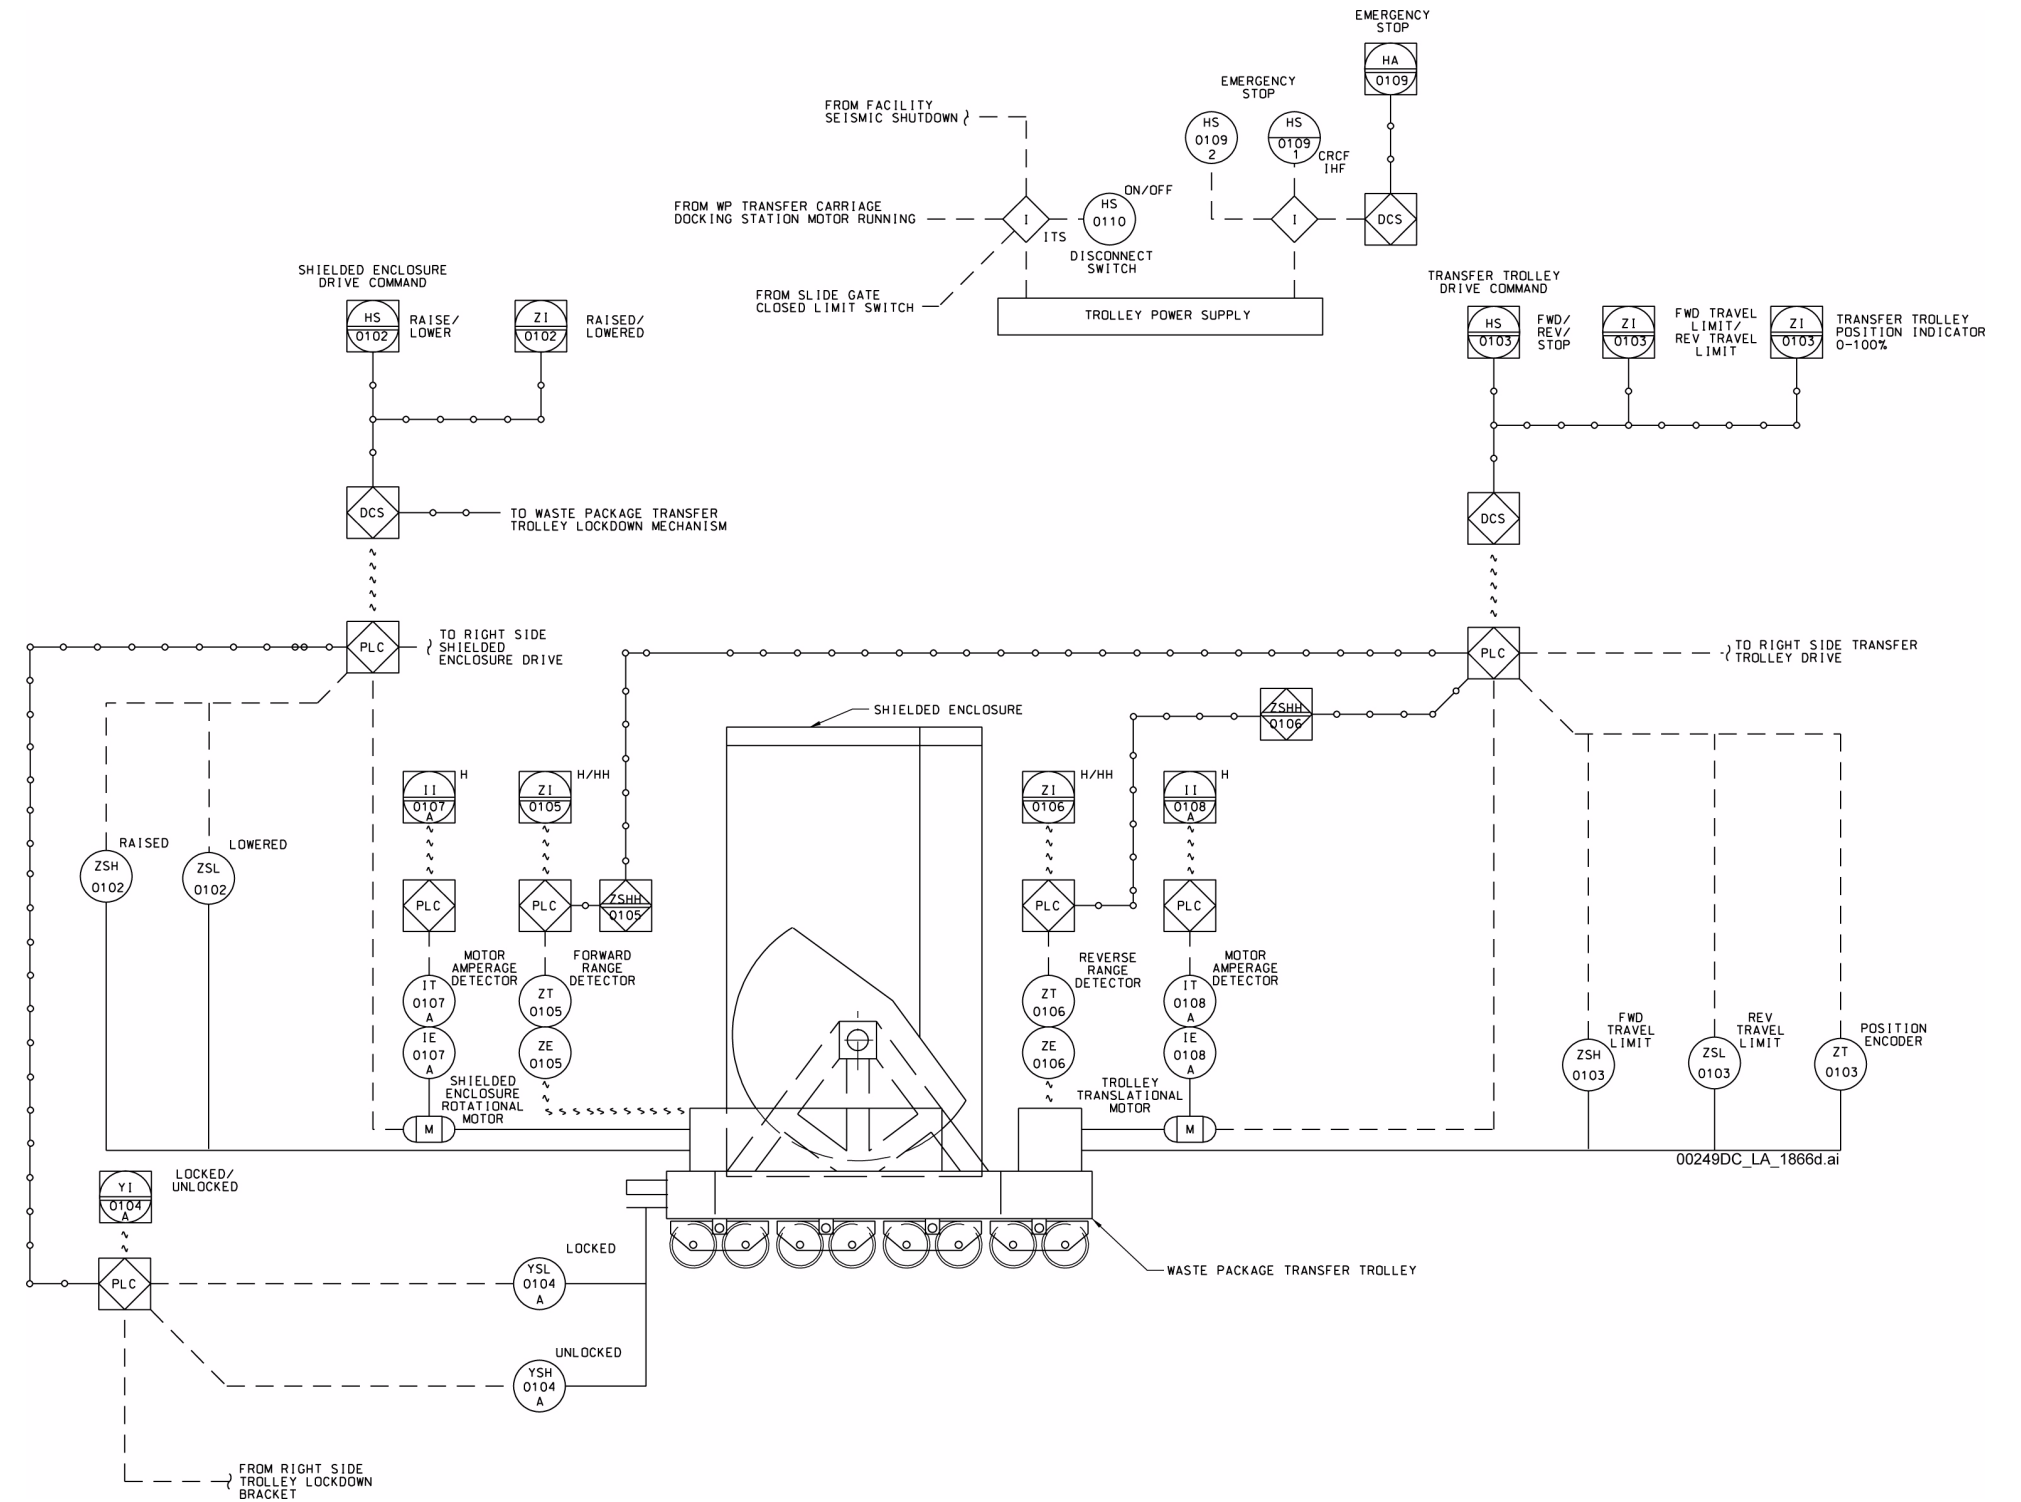 EMERGENCY
STOP
HA
0109
EMERGENCY
STOP
HS
0109
2
HS
0109
1
CRCF
IHF
FROM FACILITY
SEISMIC SHUTDOWN
FROM WP TRANSFER CARRIAGE
DOCKING STATION MOTOR RUNNING
I
ITS
ON/OFF
HS
0110
DISCONNECT
SWITCH
I
DCS
FROM SLIDE GATE
CLOSED LIMIT SWITCH
TROLLEY POWER SUPPLY
SHIELDED ENCLOSURE
DRIVE COMMAND
HS
0102
RAISE/
LOWER
ZI
0102
RAISED/
LOWERED
TRANSFER TROLLEY
DRIVE COMMAND
HS
0103
FWD/
REV/
STOP
ZI
0103
FWD TRAVEL
LIMIT/
REV TRAVEL
LIMIT
ZI
0103
TRANSFER TROLLEY
POSITION INDICATOR
0-100%
DCS
TO WASTE PACKAGE TRANSFER
TROLLEY LOCKDOWN MECHANISM
DCS
PLC
TO RIGHT SIDE
SHIELDED
ENCLOSURE DRIVE
PLC
TO RIGHT SIDE TRANSFER
TROLLEY DRIVE
SHIELDED ENCLOSURE
ZSHH
0106
II
0107
A
H
ZI
0105
H/HH
ZI
0106
H/HH
II
0108
A
H
RAISED
ZSH
0102
LOWERED
ZSL
0102
PLC
PLC
ZSHH
0105
PLC
PLC
MOTOR
AMPERAGE
DETECTOR
IT
0107
A
IE
0107
A
FORWARD
RANGE
DETECTOR
ZT
0105
ZE
0105
REVERSE
RANGE
DETECTOR
ZT
0106
ZE
0106
MOTOR
AMPERAGE
DETECTOR
IT
0108
A
IE
0108
A
FWD
TRAVEL
LIMIT
ZSH
0103
REV
TRAVEL
LIMIT
ZSL
0103
POSITION
ENCODER
ZT
0103
SHIELDED
ENCLOSURE
ROTATIONAL
MOTOR
M
TROLLEY
TRANSLATIONAL
MOTOR
M
00249DC_LA_1866d.ai
LOCKED/
UNLOCKED
YI
0104
A
PLC
LOCKED
YSL
0104
A
WASTE PACKAGE TRANSFER TROLLEY
UNLOCKED
YSH
0104
A
FROM RIGHT SIDE
TROLLEY LOCKDOWN
BRACKET